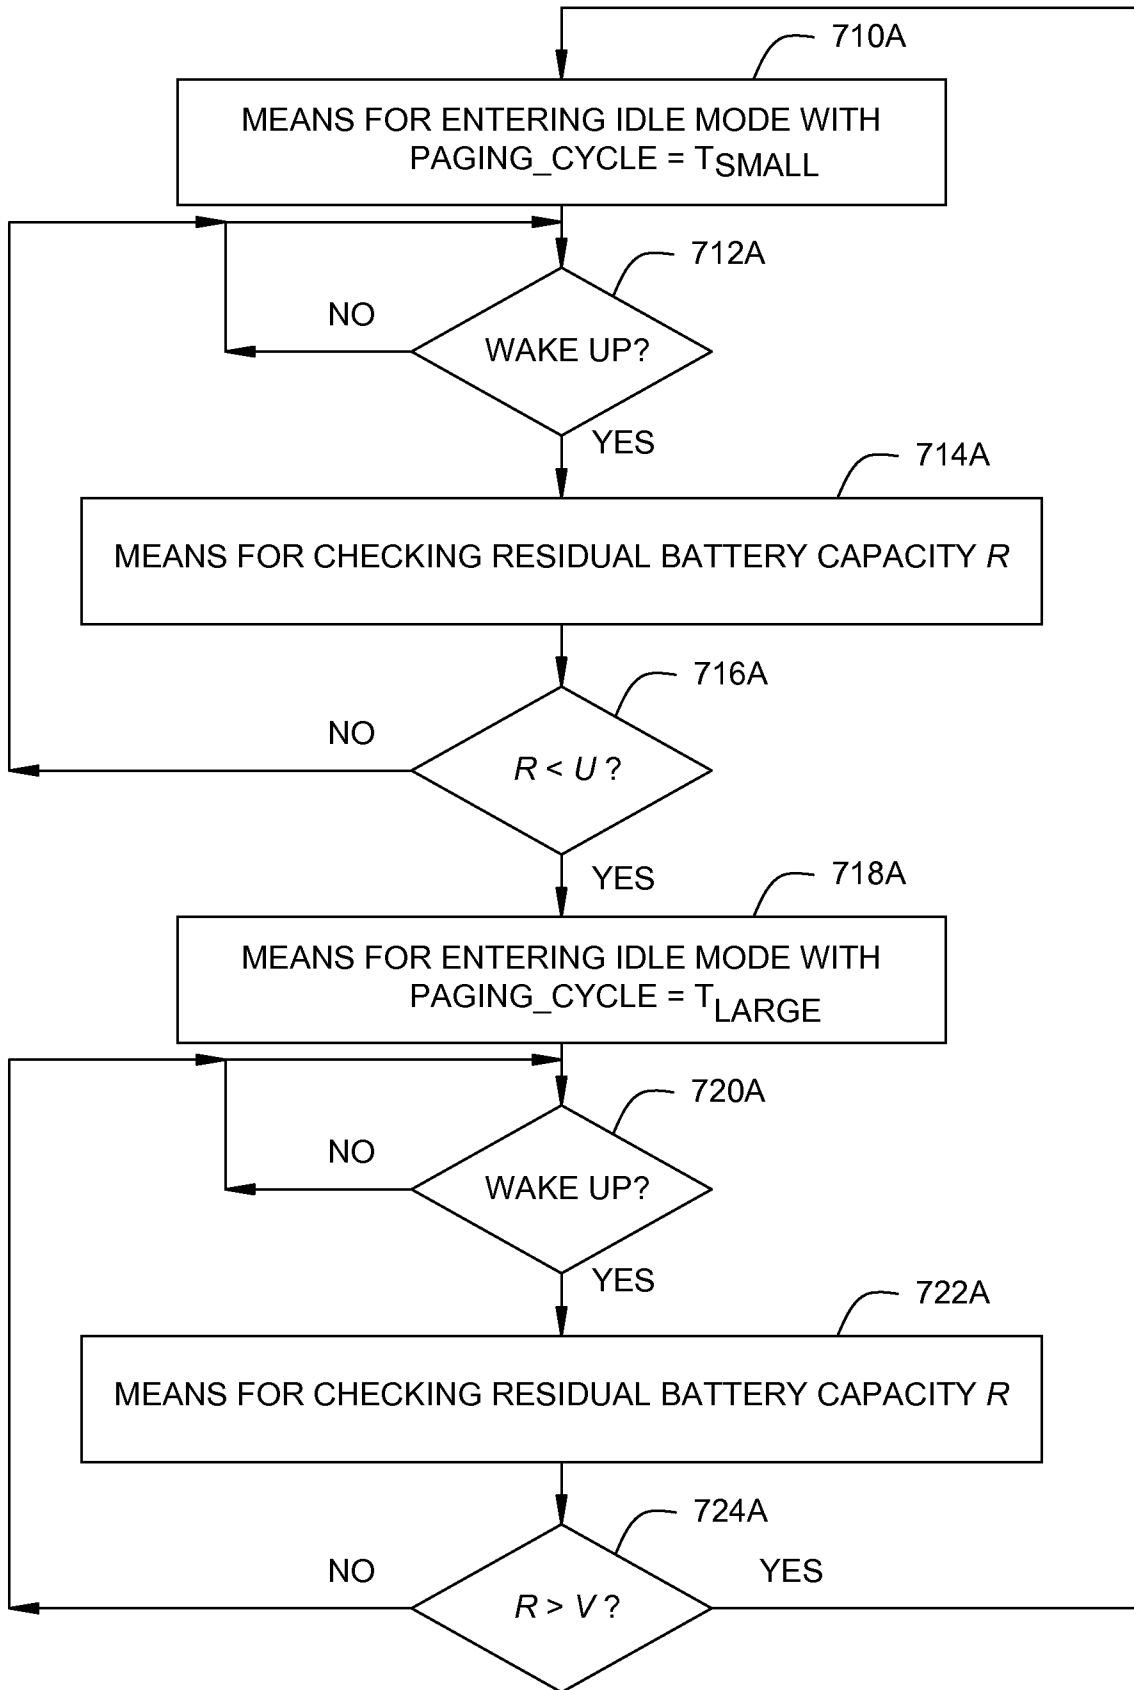 710A
MEANS FOR ENTERING IDLE MODE WITH
PAGING_CYCLE = TSMALL
712A
NO
WAKE UP?
YES
714A
MEANS FOR CHECKING RESIDUAL BATTERY CAPACITY R
716A
NO
R < U ?
YES
718A
MEANS FOR ENTERING IDLE MODE WITH
PAGING_CYCLE = TLARGE
720A
NO
WAKE UP?
YES
722A
MEANS FOR CHECKING RESIDUAL BATTERY CAPACITY R
724A
NO
YES
R > V ?